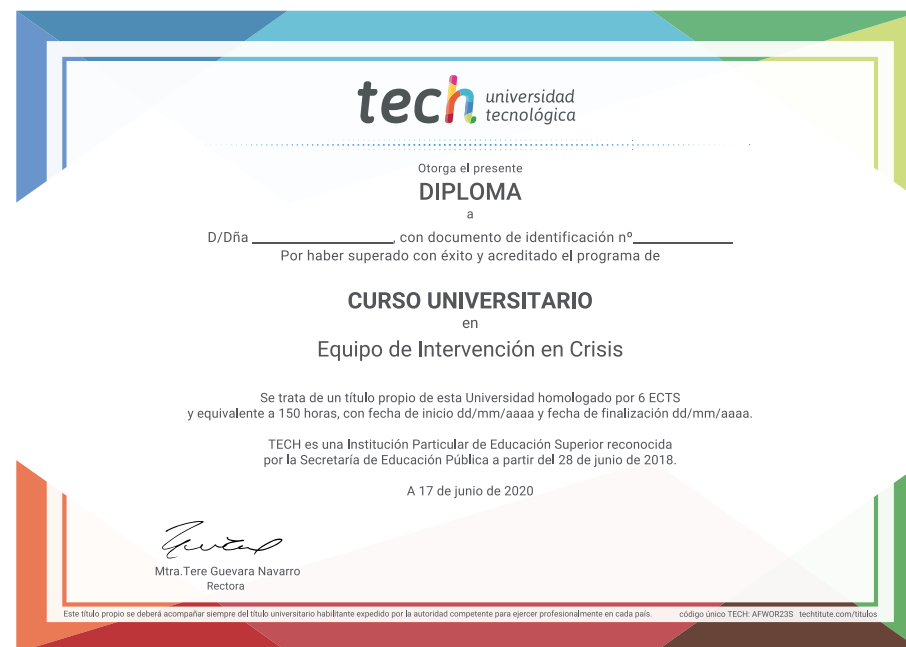 tech universidad
tecnológica
Otorga el presente
DIPLOMA
a
D/Dña ____________________, con documento de identificación nº______________
Por haber superado con éxito y acreditado el programa de
CURSO UNIVERSITARIO
en
Equipo de Intervención en Crisis
Se trata de un título propio de esta Universidad homologado por 6 ECTS
y equivalente a 150 horas, con fecha de inicio dd/mm/aaaa y fecha de finalización dd/mm/aaaa.
TECH es una Institución Particular de Educación Superior reconocida
por la Secretaría de Educación Pública a partir del 28 de junio de 2018.
A 17 de junio de 2020
Mtra.Tere Guevara Navarro
Rectora
Este título propio se deberá acompañar siempre del título universitario habilitante expedido por la autoridad competente para ejercer profesionalmente en cada país. código único TECH: AFWOR23S techtitute.com/títulos